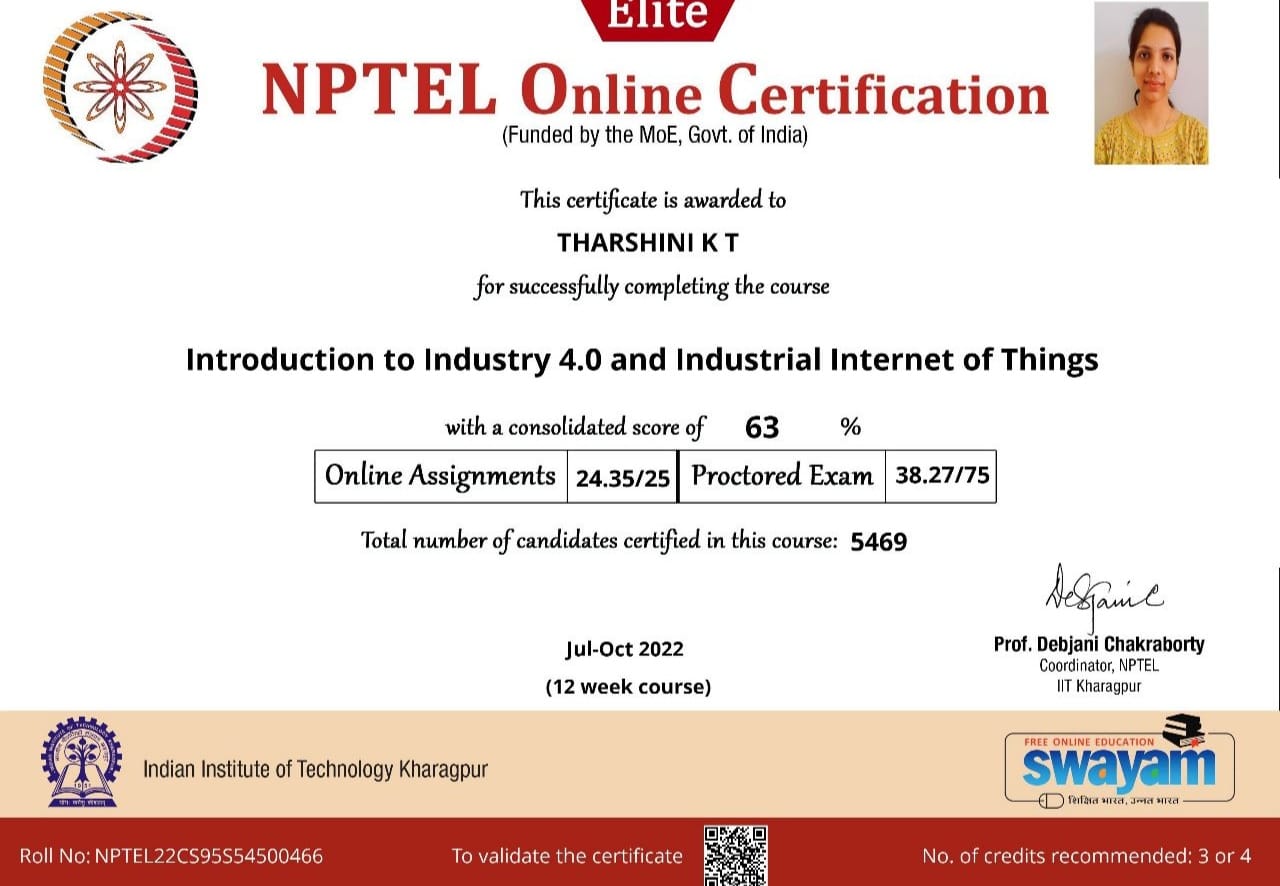 Elite
NPTEL Online Certification
(Funded by the MoE, Govt. of India)
This certificate is awarded to
THARSHINI K T
for successfully completing the course
Introduction to Industry 4.0 and Industrial Internet of Things
with a consolidated score of 63 %
Online Assignments 24.35/25 Proctored Exam 38.27/75
Total number of candidates certified in this course: 5469
Jul-Oct 2022
(12 week course)
Prof. Debjani Chakraborty
Coordinator, NPTEL
IIT Kharagpur
Indian Institute of Technology Kharagpur
FREE ONLINE EDUCATION
swayam
शिक्षित भारत, उन्नत भारत
Roll No: NPTEL22CS95S54500466
To validate the certificate
No. of credits recommended: 3 or 4